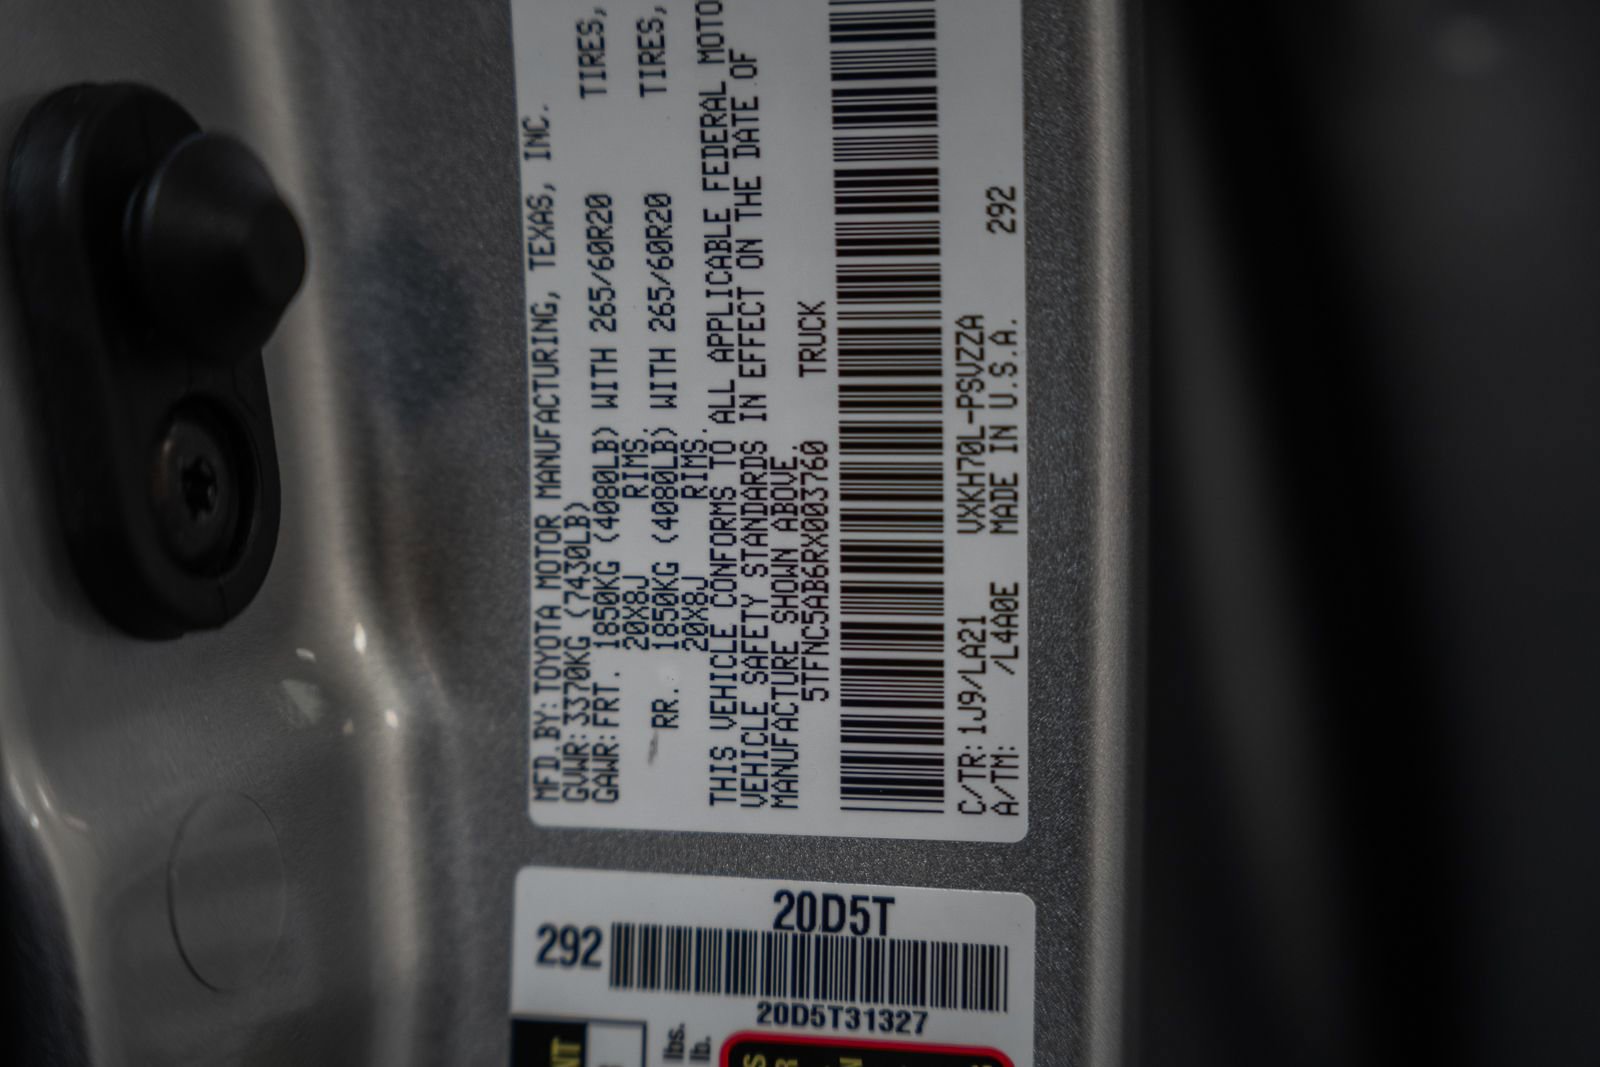 MFD.BY: TOYOTA MOTOR MANUFACTURING, TEXAS, INC.
GVWR: 3370KG (7430LB)
GAWR: FRT. 1850KG (4080LB) WITH 265/60R20 TIRES,
20X8J RIMS.
RR. 1850KG (4080LB) WITH 265/60R20 TIRES,
20X8J RIMS.
THIS VEHICLE CONFORMS TO ALL APPLICABLE FEDERAL MOTO
VEHICLE SAFETY STANDARDS IN EFFECT ON THE DATE OF
MANUFACTURE SHOWN ABOVE.
5TFNC5AB6RX003760 TRUCK
C/TR: 1J9/LA21 VXKH70L-PSVZZA 292
A/TM: /L4A0E MADE IN U.S.A.
20D5T
292
20D5T31327
NT
lbs.
lb.